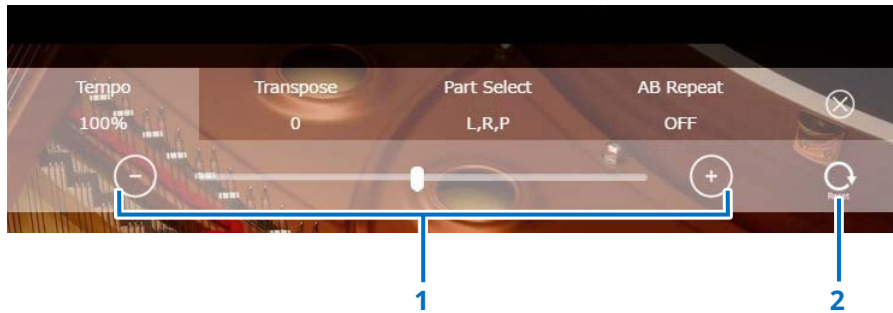 Tempo Transpose Part Select AB Repeat
100% 0 L,R,P OFF
Reset
1 2